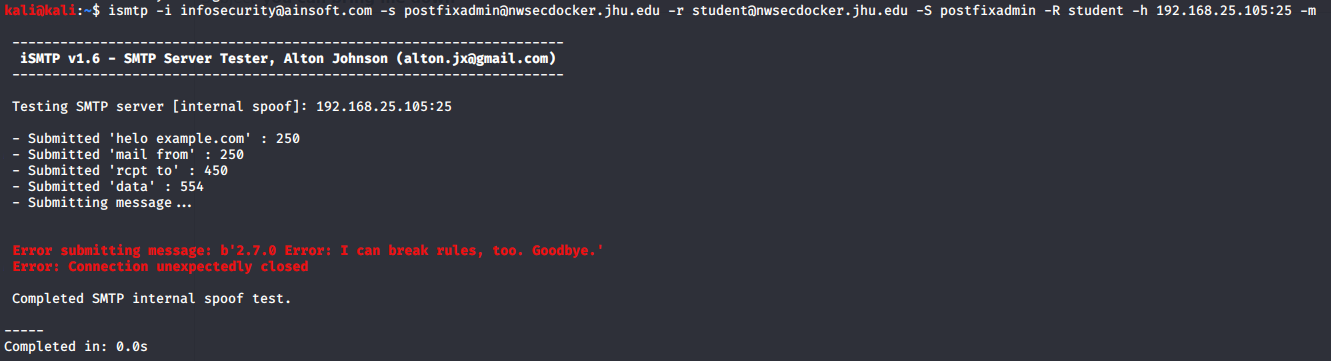 kali@kali:~$ ismtp -i infosecurity@ainsoft.com -s postfixadmin@nwsecdocker.jhu.edu -r student@nwsecdocker.jhu.edu -S postfixadmin -R student -h 192.168.25.105:25 -m
---------------------------------------------------------------------
iSMTP v1.6 - SMTP Server Tester, Alton Johnson (alton.jx@gmail.com)
---------------------------------------------------------------------
Testing SMTP server [internal spoof]: 192.168.25.105:25
- Submitted 'helo example.com' : 250
- Submitted 'mail from' : 250
- Submitted 'rcpt to' : 450
- Submitted 'data' : 554
- Submitting message...
Error submitting message: b'2.7.0 Error: I can break rules, too. Goodbye.'
Error: Connection unexpectedly closed
Completed SMTP internal spoof test.
-----
Completed in: 0.0s